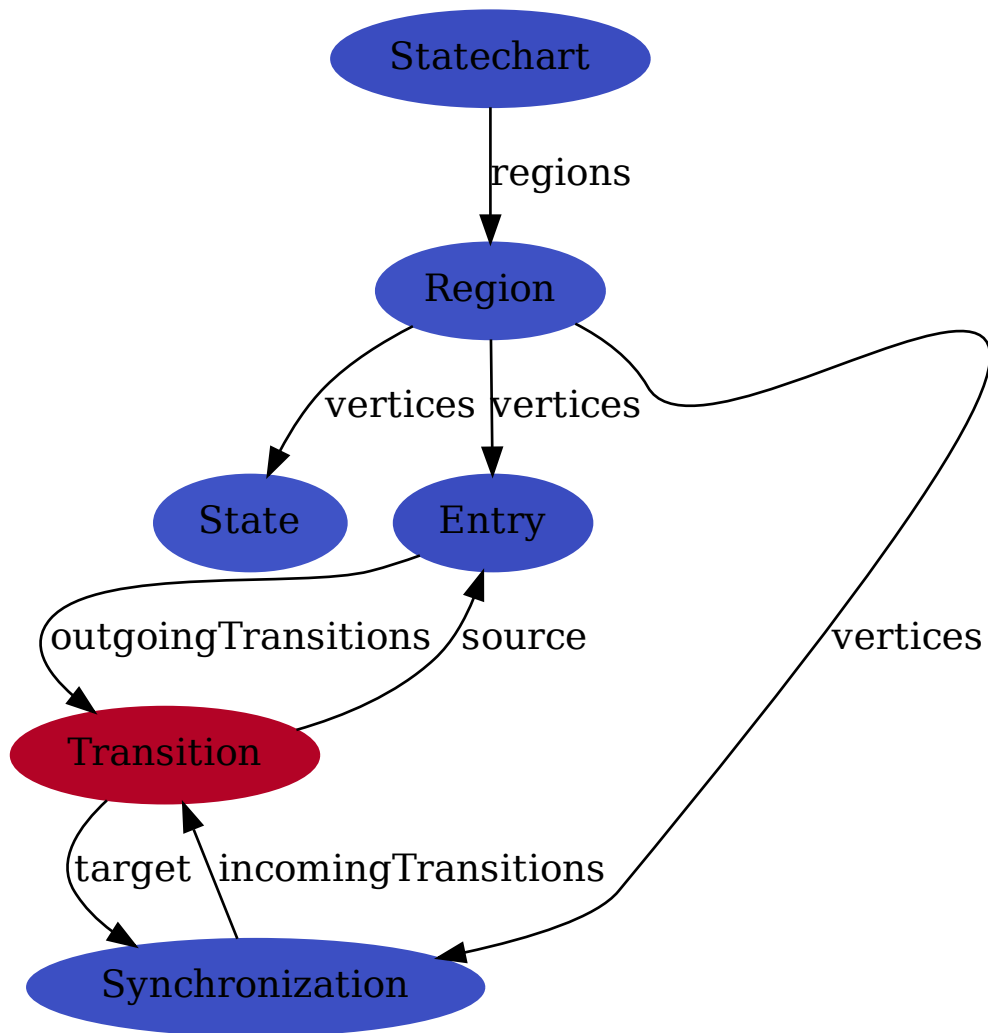 Statechart
regions
Region
vertices
vertices
State
Entry
outgoingTransitions
source
vertices
Transition
target
incomingTransitions
Synchronization